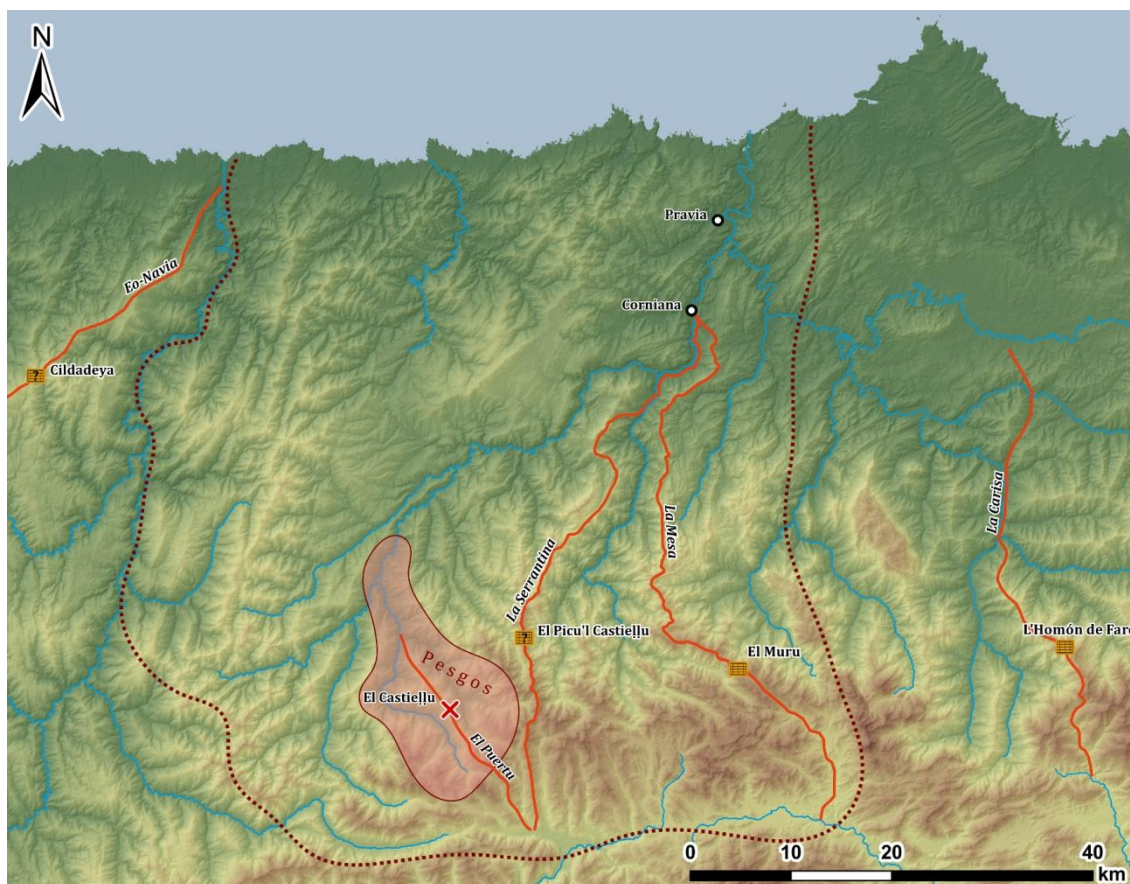 N
Pravia
Eo-Navia
Corniana
?
Cildadeya
La Carisa
La Mesa
La Serrantina
?
El Picu'l Castieḷḷu
L'Homón de Faro
El Muru
Pesgos
El Castieḷḷu
El Puertu
0 10 20 40
km